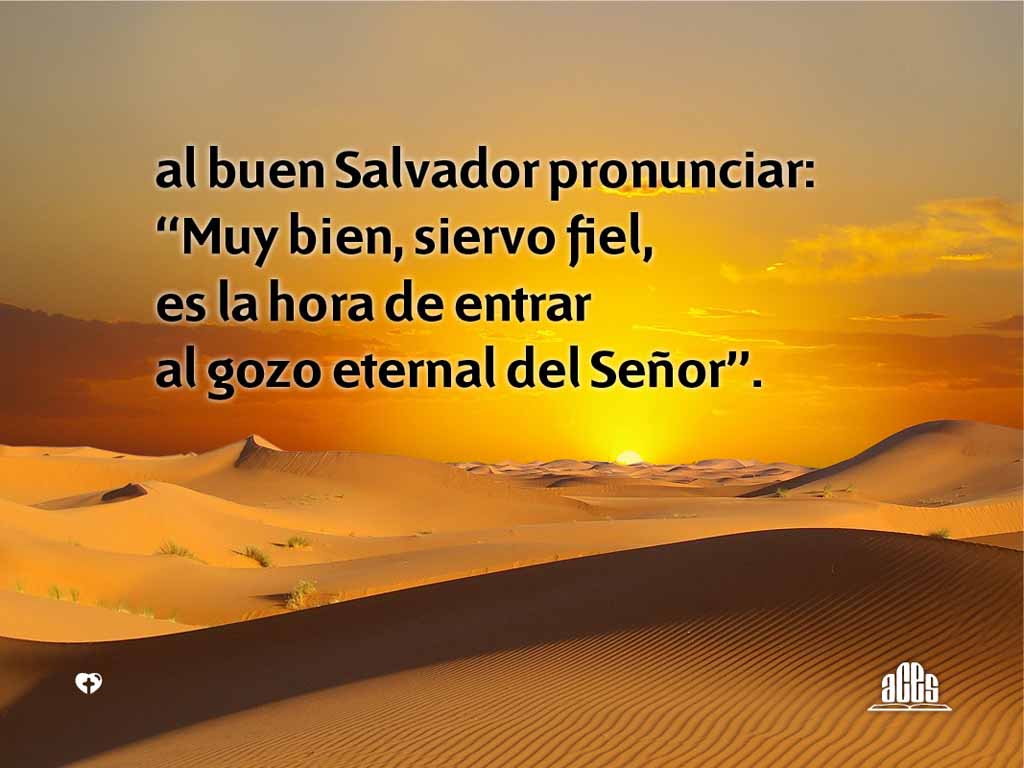 al buen Salvador pronunciar:
“Muy bien, siervo fiel,
es la hora de entrar
al gozo eternal del Señor”.
aces